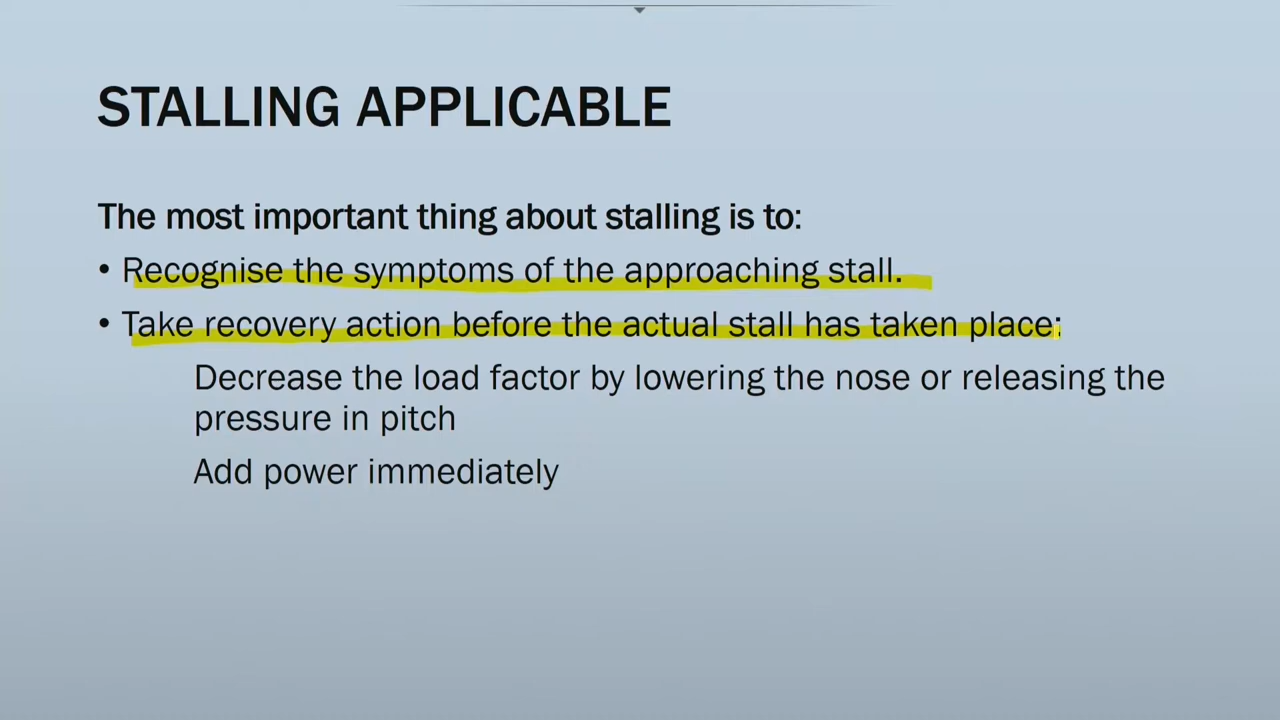 STALLING APPLICABLE
The most important thing about stalling is to:
• Recognise the symptoms of the approaching stall.
• Take recovery action before the actual stall has taken place;
Decrease the load factor by lowering the nose or releasing the
pressure in pitch
Add power immediately